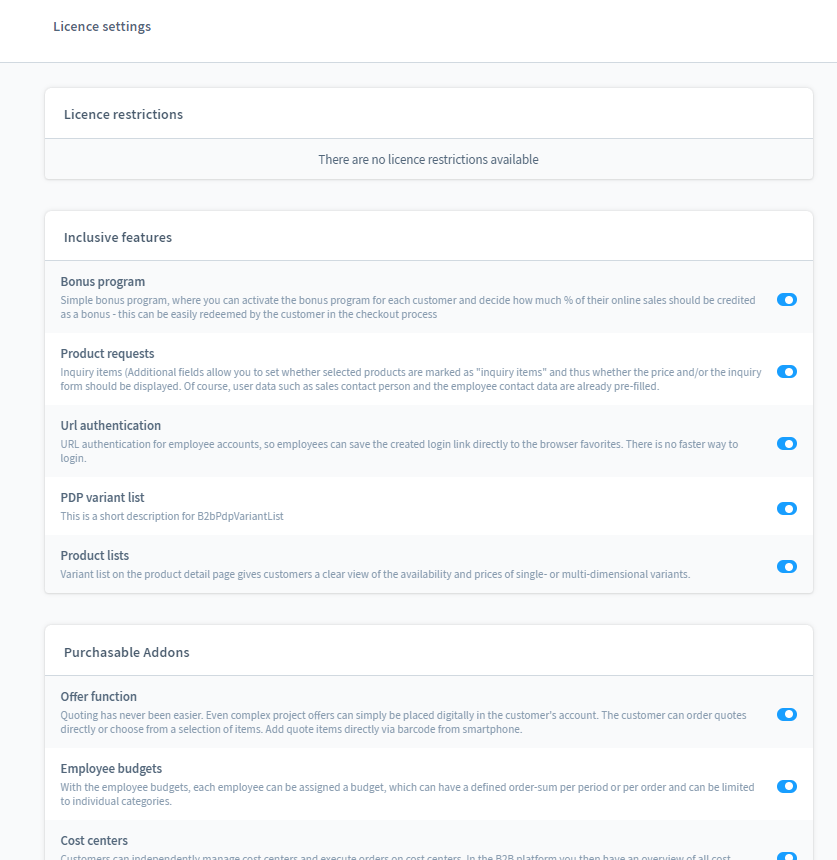 Licence settings
Licence restrictions
There are no licence restrictions available
Inclusive features
Bonus program
Simple bonus program, where you can activate the bonus program for each customer and decide how much % of their online sales should be credited
as a bonus - this can be easily redeemed by the customer in the checkout process
Product requests
Inquiry items (Additional fields allow you to set whether selected products are marked as "inquiry items" and thus whether the price and/or the inquiry
form should be displayed. Of course, user data such as sales contact person and the employee contact data are already pre-filled.
Url authentication
URL authentication for employee accounts, so employees can save the created login link directly to the browser favorites. There is no faster way to
login.
PDP variant list
This is a short description for B2bPdpVariantList
Product lists
Variant list on the product detail page gives customers a clear view of the availability and prices of single- or multi-dimensional variants.
Purchasable Addons
Offer function
Quoting has never been easier. Even complex project offers can simply be placed digitally in the customer's account. The customer can order quotes
directly or choose from a selection of items. Add quote items directly via barcode from smartphone.
Employee budgets
With the employee budgets, each employee can be assigned a budget, which can have a defined order-sum per period or per order and can be limited
to individual categories.
Cost centers
Customers can independently manage cost centers and execute orders on cost centers. In the B2B platform you then have an overview of all cost